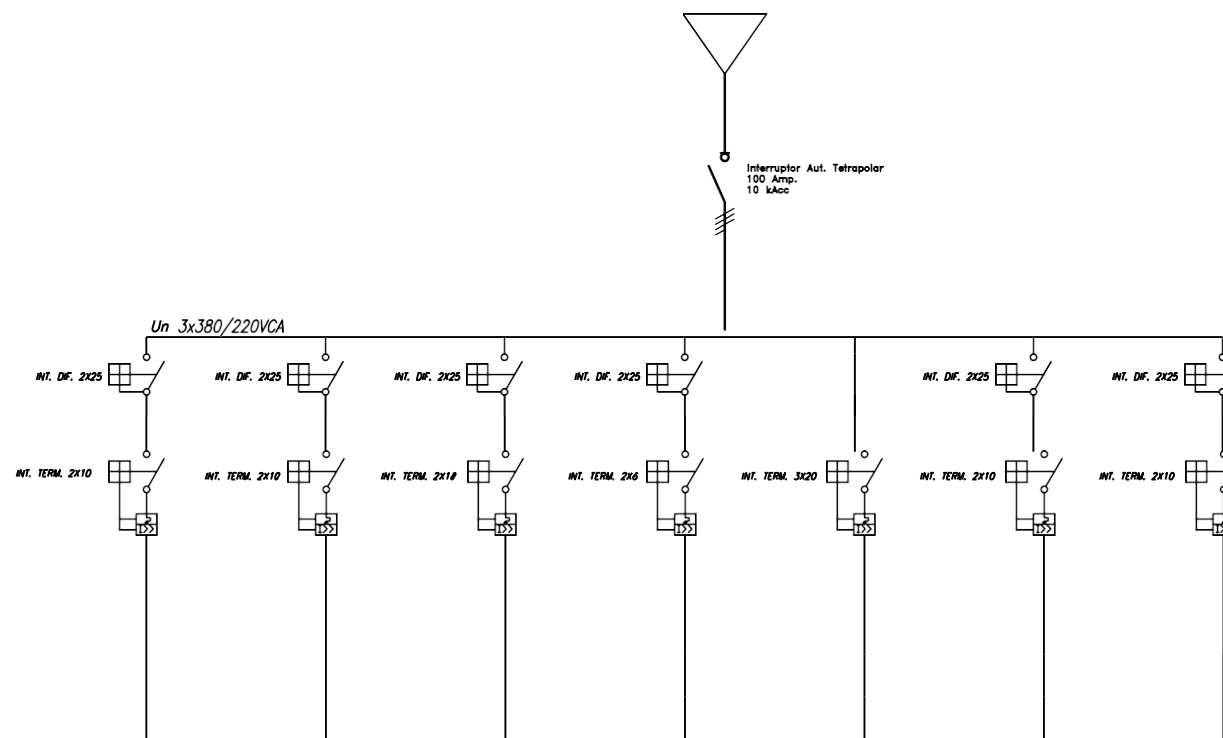 Interruptor Aut. Tetrapolar
100 Amp.
10 kAcc
Un 3x380/220VCA
INT. DIF. 2X25
INT. DIF. 2X25
INT. DIF. 2X25
INT. DIF. 2X25
INT. DIF. 2X25
INT. DIF. 2X25
INT. TERM. 2X10
INT. TERM. 2X10
INT. TERM. 2X10
INT. TERM. 2X6
INT. TERM. 3X20
INT. TERM. 2X10
INT. TERM. 2X10
I>>
I>>
I>>
I>>
I>>
I>>
I>>